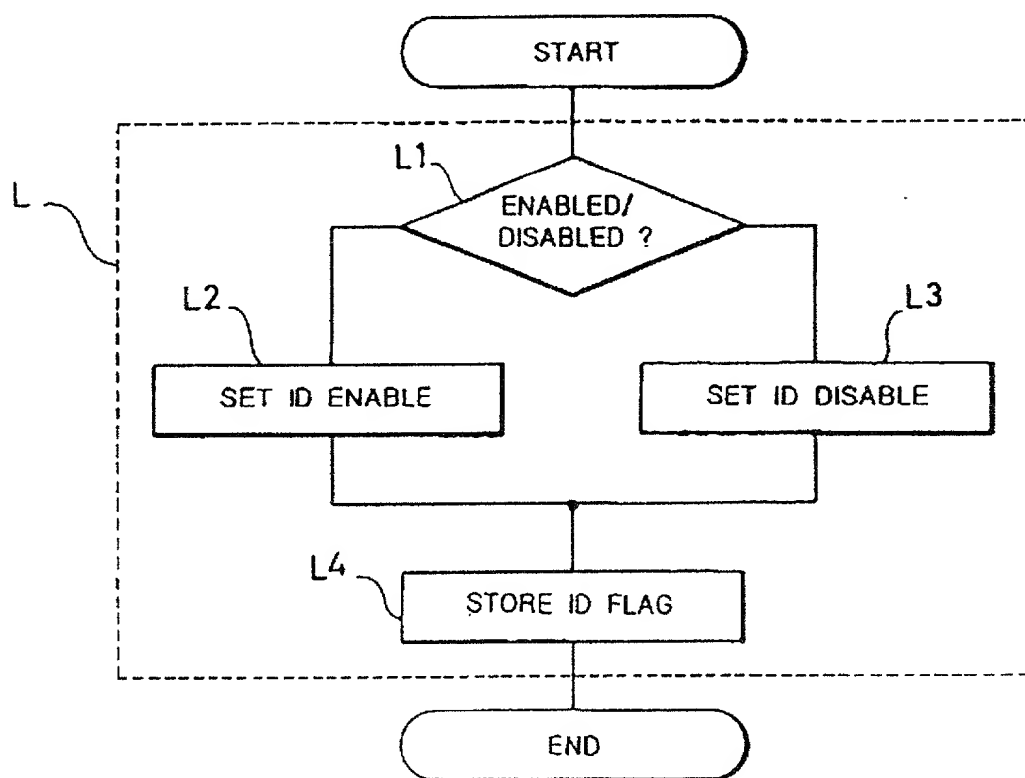 START
L1
L
ENABLED/
DISABLED ?
L2
L3
SET ID ENABLE
SET ID DISABLE
L4
STORE ID FLAG
END